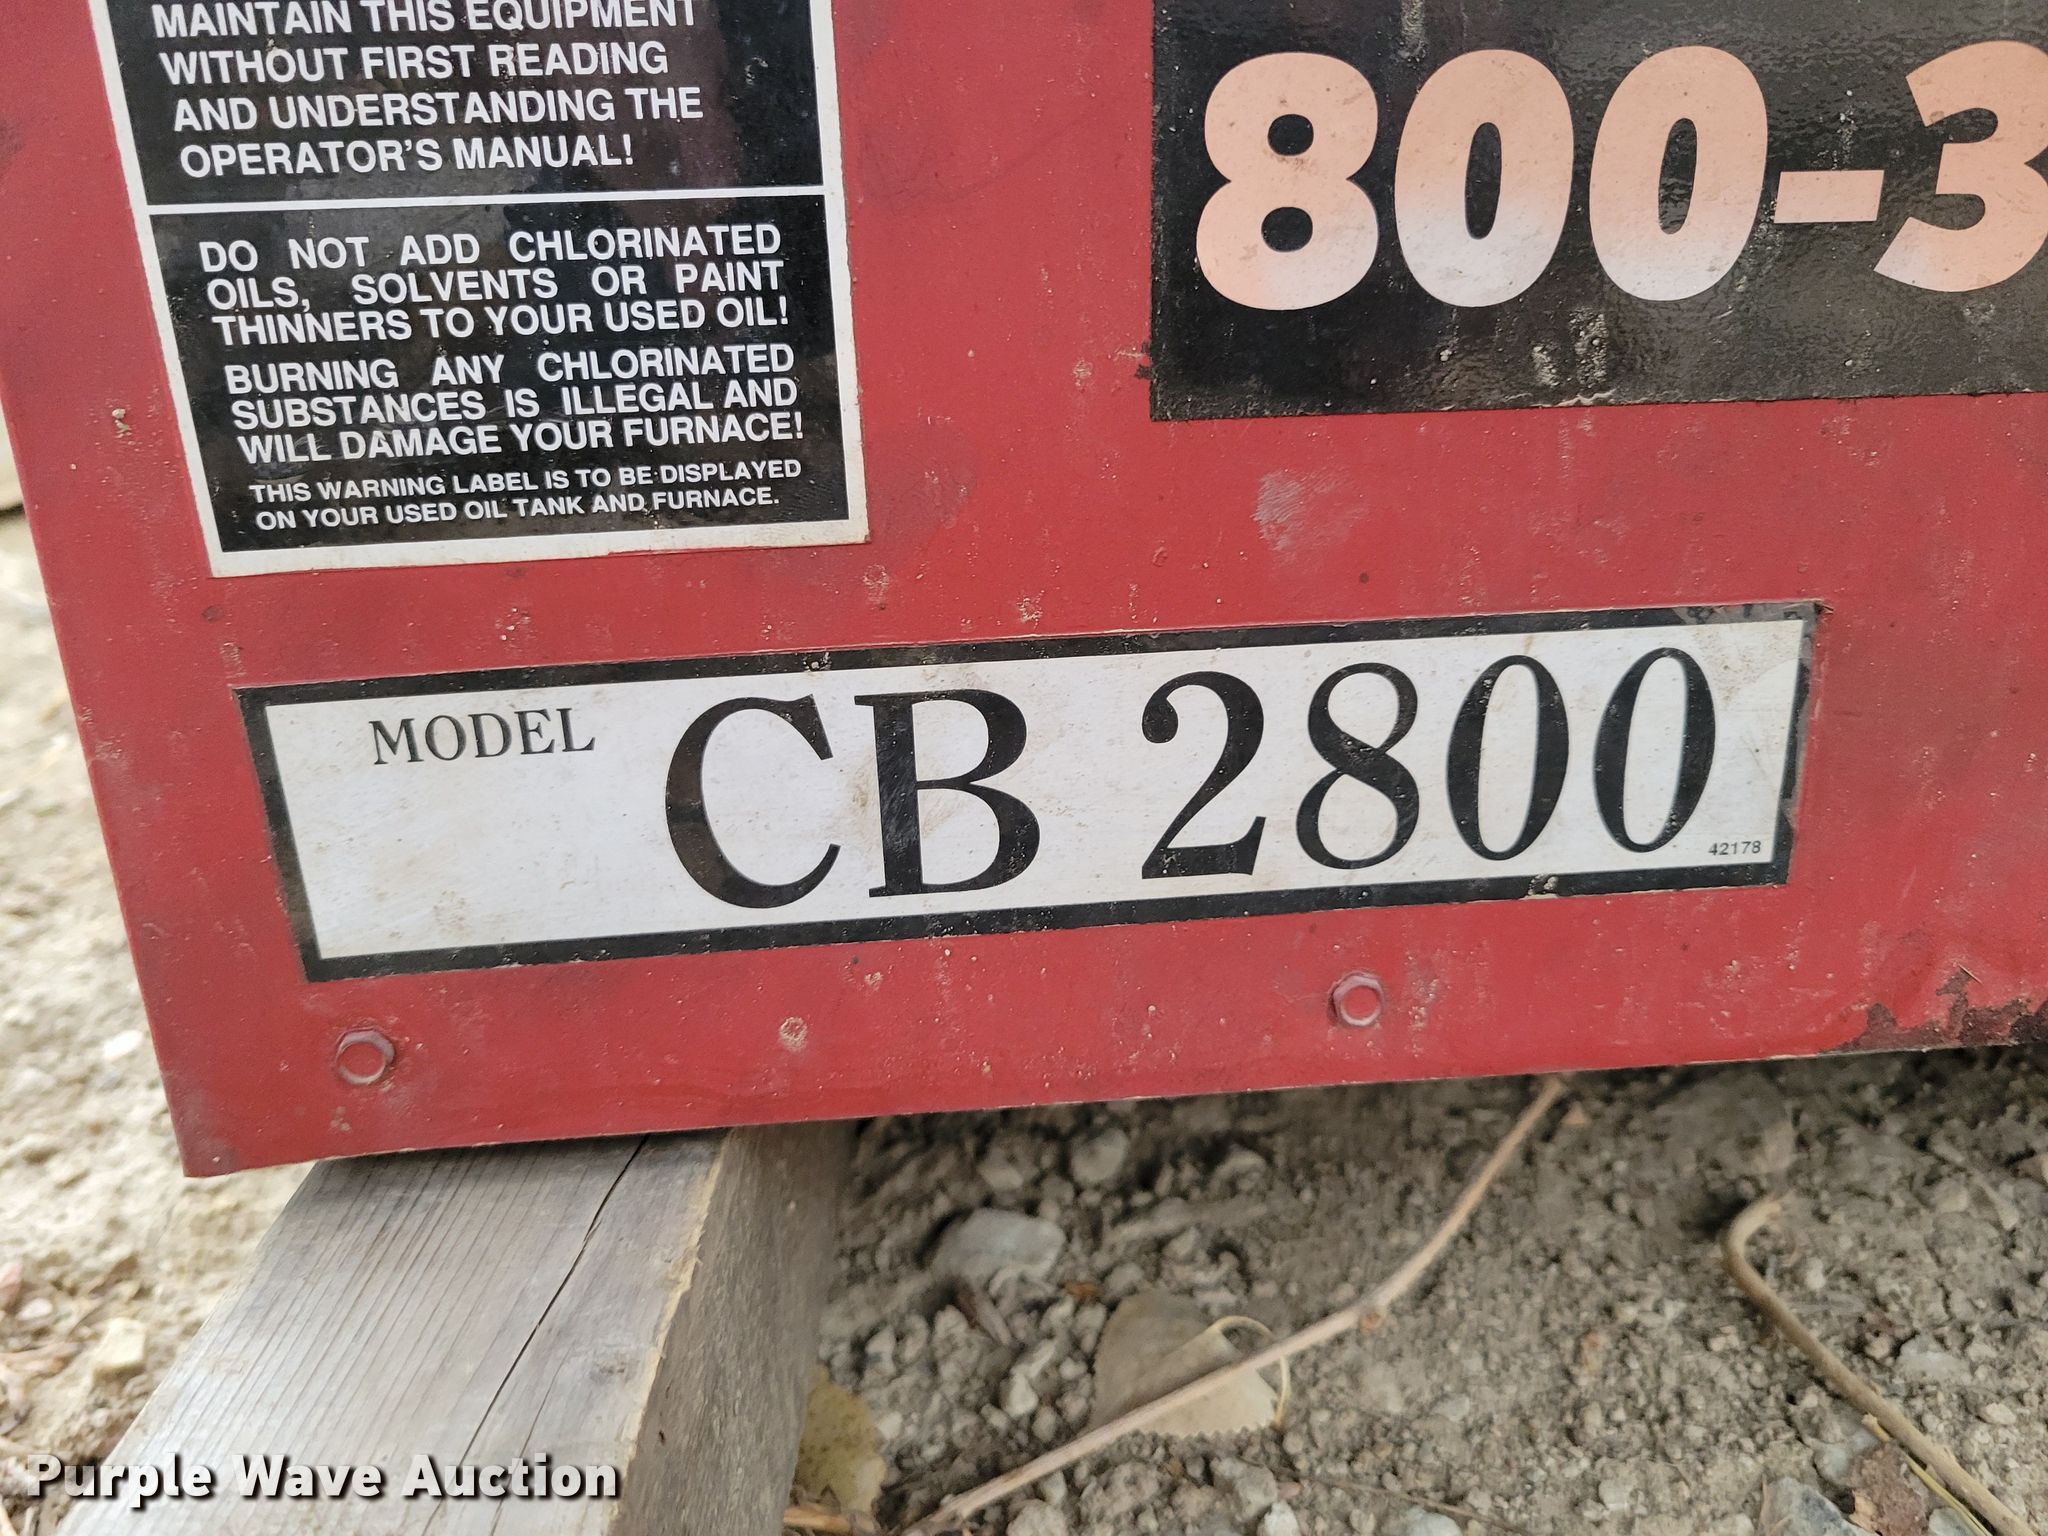 MAINTAIN THIS EQUIPMENT
WITHOUT FIRST READING
AND UNDERSTANDING THE
OPERATOR'S MANUAL!
DO NOT ADD CHLORINATED
OILS, SOLVENTS OR PAINT
THINNERS TO YOUR USED OIL!
BURNING ANY CHLORINATED
SUBSTANCES IS ILLEGAL AND
WILL DAMAGE YOUR FURNACE!
THIS WARNING LABEL IS TO BE DISPLAYED
ON YOUR USED OIL TANK AND FURNACE.
800-3
MODEL CB 2800
42178
Purple Wave Auction